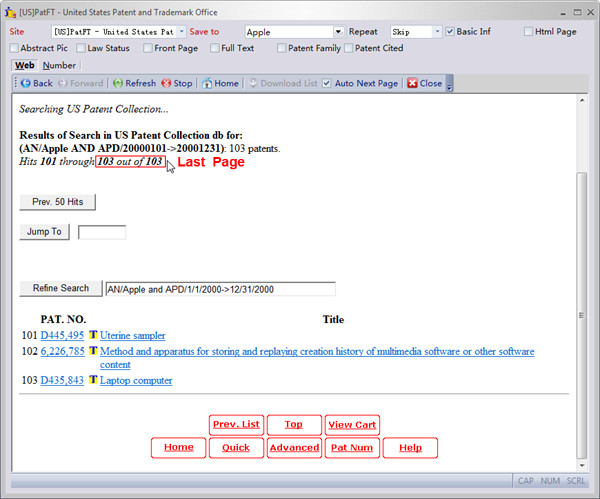 [US]PatFT - United States Patent and Trademark Office
Site [US]PatFT - United States Pat Save to Apple Repeat Skip Basic Inf Html Page
Abstract Pic Law Status Front Page Full Text Patent Family Patent Cited
Web Number
Back Forward Refresh Stop Home Download List Auto Next Page Close
Searching US Patent Collection...
Results of Search in US Patent Collection db for:
(AN/Apple AND APD/20000101->20001231): 103 patents.
Hits 101 through 103 out of 103 Last Page
Prev. 50 Hits
Jump To
Refine Search AN/Apple and APD/1/1/2000->12/31/2000
PAT. NO. Title
101 D445,495 T Uterine sampler
102 6,226,785 T Method and apparatus for storing and replaying creation history of multimedia software or other software
content
103 D435,843 T Laptop computer
Prev. List Top View Cart
Home Quick Advanced Pat Num Help
CAP NUM SCRL